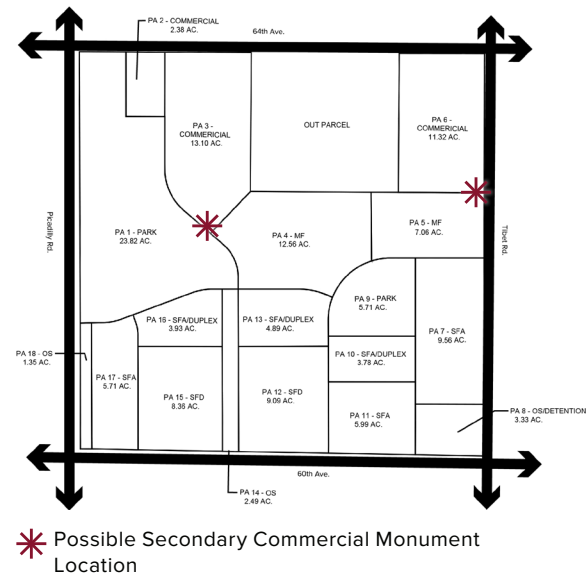 PA 2 - COMMERCIAL
2.38 AC.
64th Ave.
PA 3 -
COMMERICIAL
13.10 AC.
OUT PARCEL
PA 6 -
COMMERCIAL
11.32 AC.
PA 1 - PARK
23.82 AC.
PA 4 - MF
12.56 AC.
PA 5 - MF
7.06 AC.
Picadilly Rd.
Tibet Rd.
PA 9 - PARK
5.71 AC.
PA 16 - SFA/DUPLEX
3.93 AC.
PA 13 - SFA/DUPLEX
4.89 AC.
PA 7 - SFA
9.56 AC.
PA 18 - OS
1.35 AC.
PA 10 - SFA/DUPLEX
3.78 AC.
PA 17 - SFA
5.71 AC.
PA 15 - SFD
8.36 AC.
PA 12 - SFD
9.09 AC.
PA 11 - SFA
5.99 AC.
PA 8 - OS/DETENTION
3.33 AC.
60th Ave.
PA 14 - OS
2.49 AC.
Possible Secondary Commercial Monument
Location